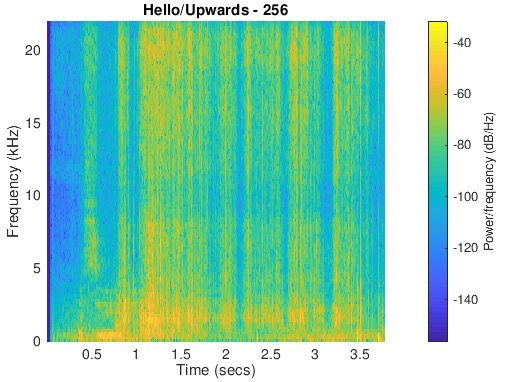 Hello/Upwards - 256
Frequency (kHz)
20
15
10
5
0
0.5 1 1.5 2 2.5 3 3.5
Time (secs)
-40
-60
-80
-100
-120
-140
Power/frequency (dB/Hz)